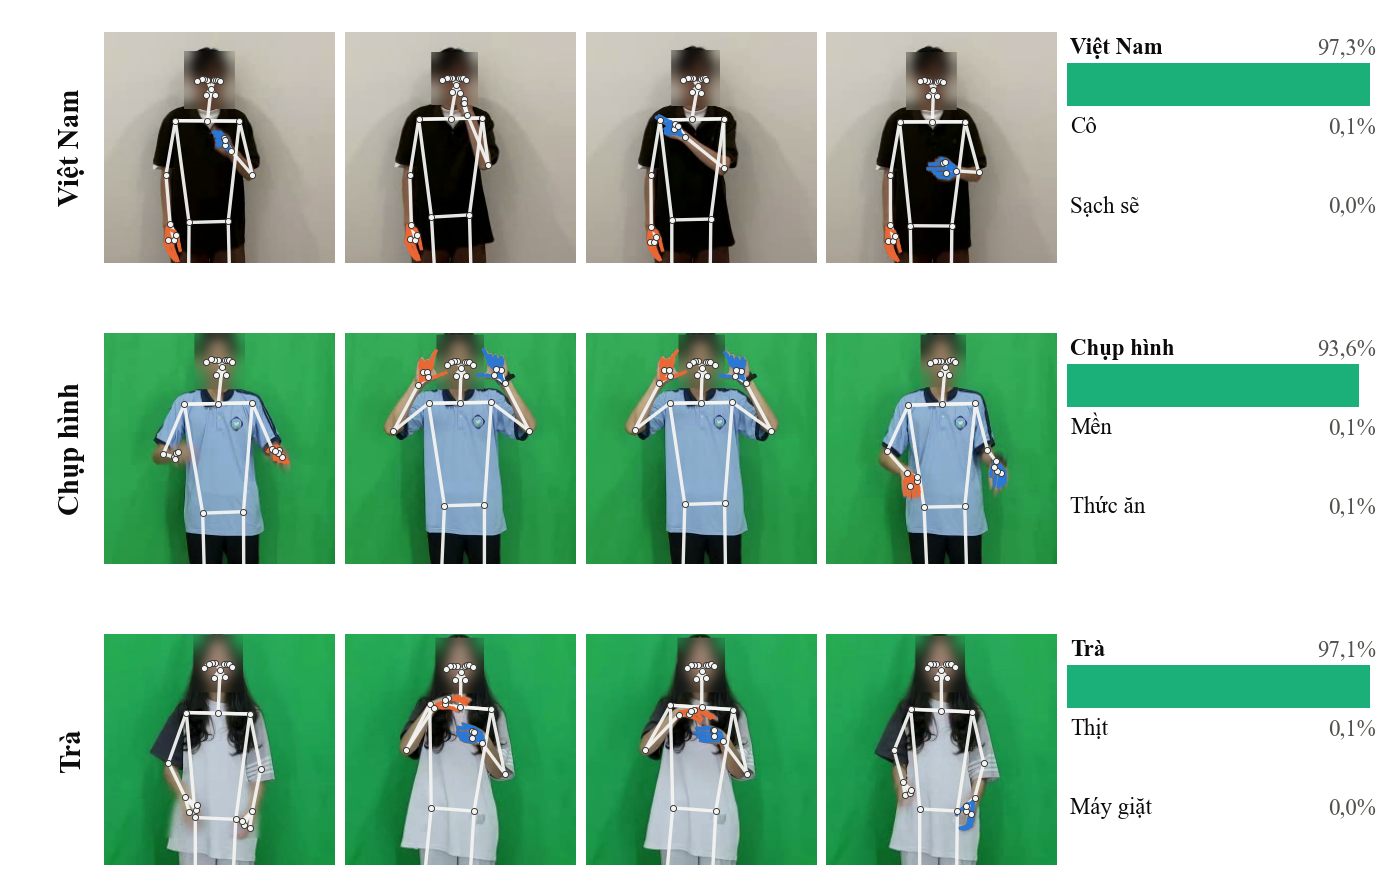 Việt Nam
Việt Nam 97,3%
Cô 0,1%
Sạch sẽ 0,0%
Chụp hình
Chụp hình 93,6%
Mền 0,1%
Thức ăn 0,1%
Trà
Trà 97,1%
Thịt 0,1%
Máy giặt 0,0%